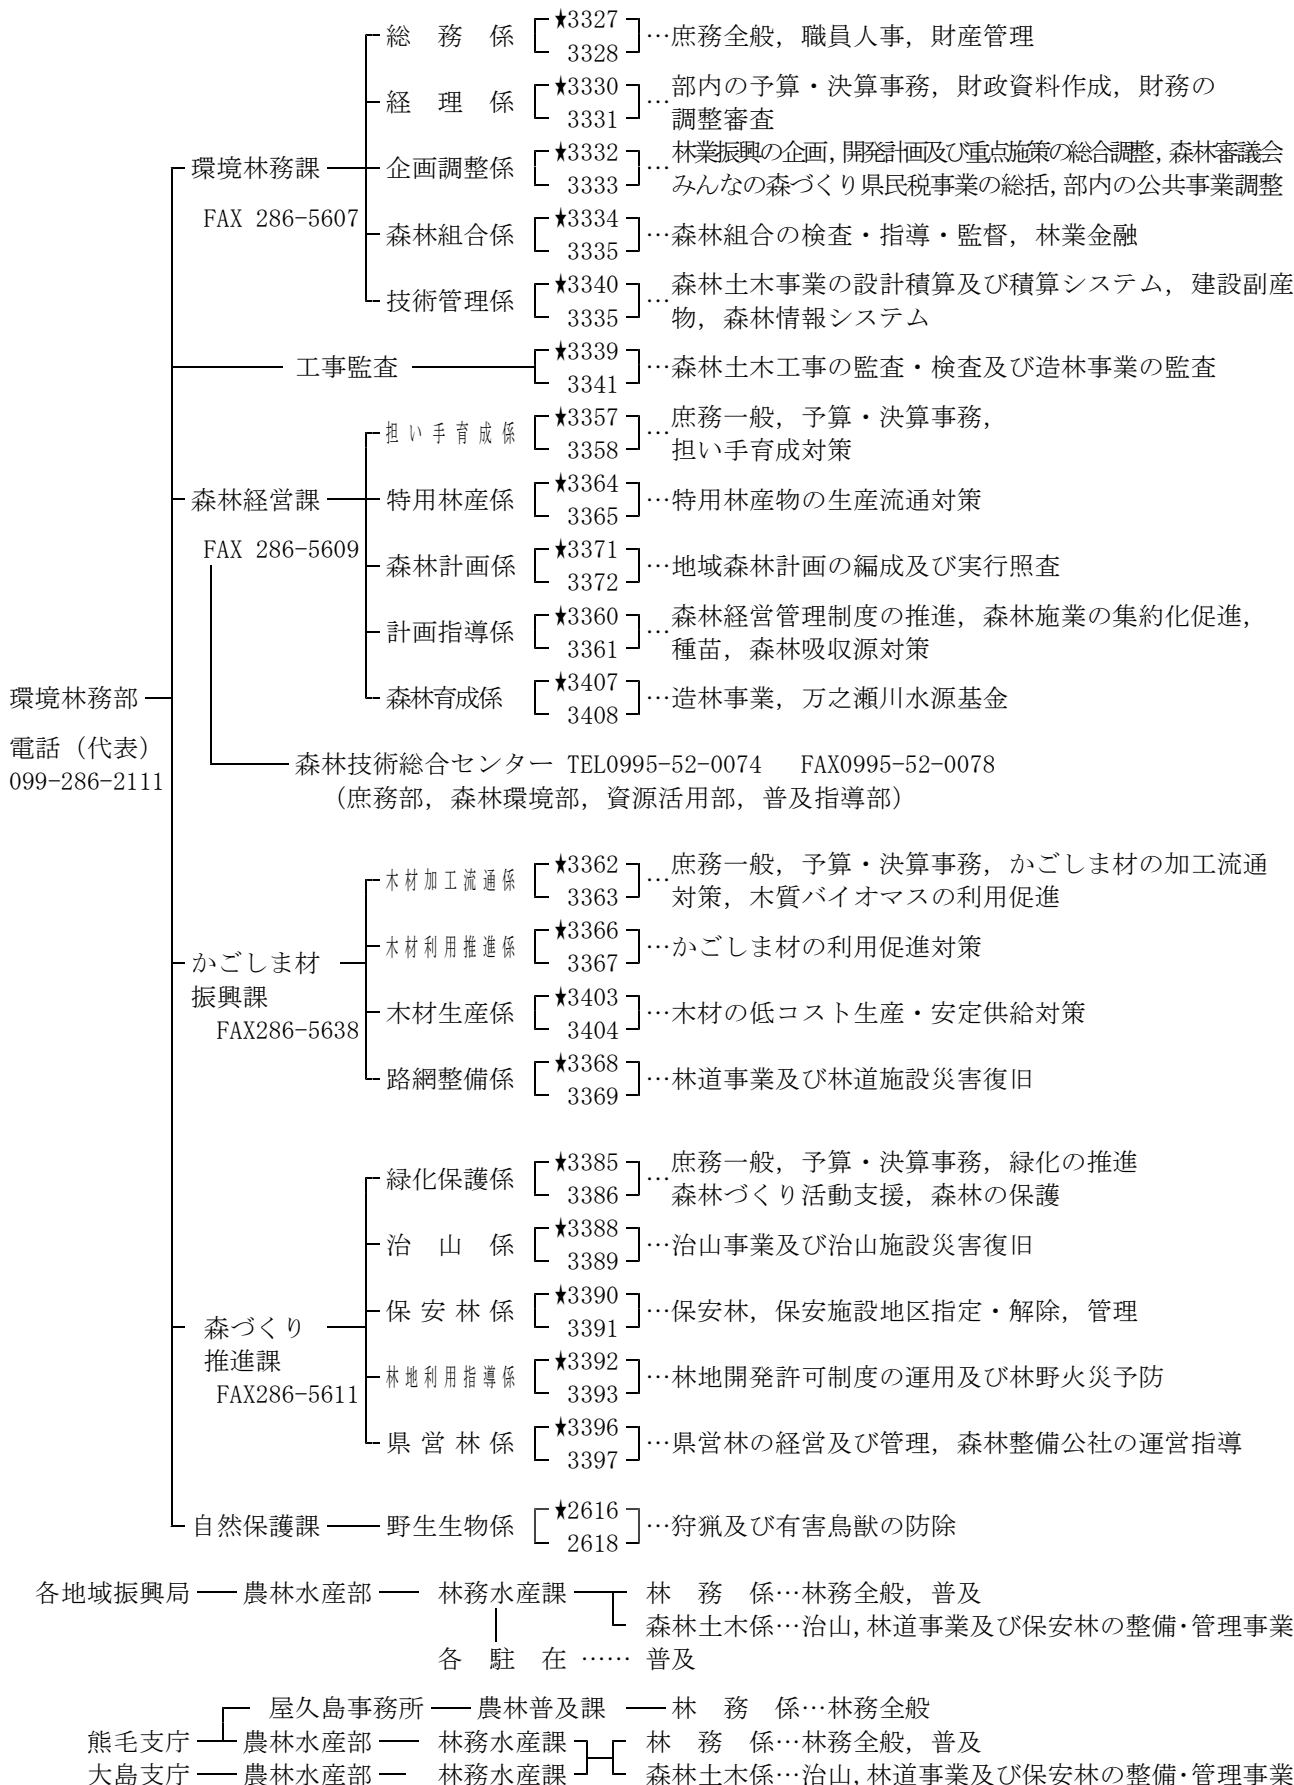 総 務 係 ★3327 3328 …庶務全般，職員人事，財産管理
経 理 係 ★3330 3331 …部内の予算・決算事務，財政資料作成，財務の
調整審査
環境林務課
FAX 286-5607
企画調整係 ★3332 3333 …林業振興の企画，開発計画及び重点施策の総合調整，森林審議会
みんなの森づくり県民税事業の総括，部内の公共事業調整
森林組合係 ★3334 3335 …森林組合の検査・指導・監督，林業金融
技術管理係 ★3340 3335 …森林土木事業の設計積算及び積算システム，建設副産
物，森林情報システム
工事監査 ★3339 3341 …森林土木工事の監査・検査及び造林事業の監査
担い手育成係 ★3357 3358 …庶務一般，予算・決算事務，
担い手育成対策
森林経営課
FAX 286-5609
特用林産係 ★3364 3365 …特用林産物の生産流通対策
森林計画係 ★3371 3372 …地域森林計画の編成及び実行照査
計画指導係 ★3360 3361 …森林経営管理制度の推進，森林施業の集約化促進，
種苗，森林吸収源対策
森林育成係 ★3407 3408 …造林事業，万之瀬川水源基金
環境林務部
電話（代表）
099-286-2111
森林技術総合センター TEL0995-52-0074 FAX0995-52-0078
（庶務部，森林環境部，資源活用部，普及指導部）
木材加工流通係 ★3362 3363 …庶務一般，予算・決算事務，かごしま材の加工流通
対策，木質バイオマスの利用促進
木材利用推進係 ★3366 3367 …かごしま材の利用促進対策
かごしま材
振興課
FAX286-5638
木材生産係 ★3403 3404 …木材の低コスト生産・安定供給対策
路網整備係 ★3368 3369 …林道事業及び林道施設災害復旧
緑化保護係 ★3385 3386 …庶務一般，予算・決算事務，緑化の推進
森林づくり活動支援，森林の保護
治 山 係 ★3388 3389 …治山事業及び治山施設災害復旧
保安林係 ★3390 3391 …保安林，保安施設地区指定・解除，管理
森づくり
推進課
FAX286-5611
林地利用指導係 ★3392 3393 …林地開発許可制度の運用及び林野火災予防
県営林係 ★3396 3397 …県営林の経営及び管理，森林整備公社の運営指導
自然保護課 野生生物係 ★2616 2618 …狩猟及び有害鳥獣の防除
各地域振興局 農林水産部 林務水産課 林 務 係…林務全般，普及
森林土木係…治山，林道事業及び保安林の整備・管理事業
各 駐 在 …… 普及
屋久島事務所 農林普及課 林 務 係…林務全般
熊毛支庁 農林水産部 林務水産課 林 務 係…林務全般，普及
大島支庁 農林水産部 林務水産課 森林土木係…治山，林道事業及び保安林の整備・管理事業